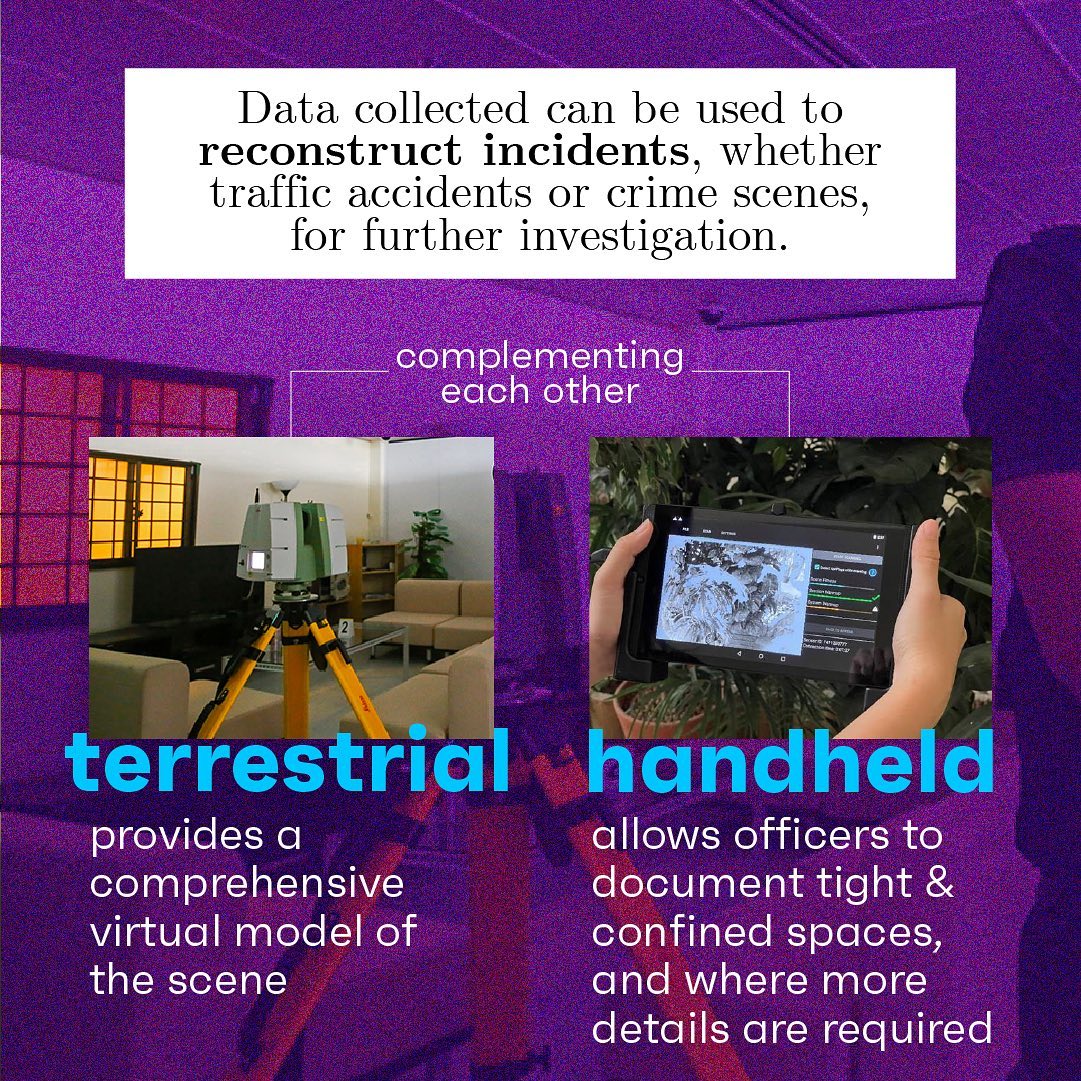 Data collected can be used to
reconstruct incidents, whether
traffic accidents or crime scenes,
for further investigation.
complementing
each other
2
terrestrial
provides a
comprehensive
virtual model of
the scene
handheld
allows officers to
document tight &
confined spaces,
and where more
details are required